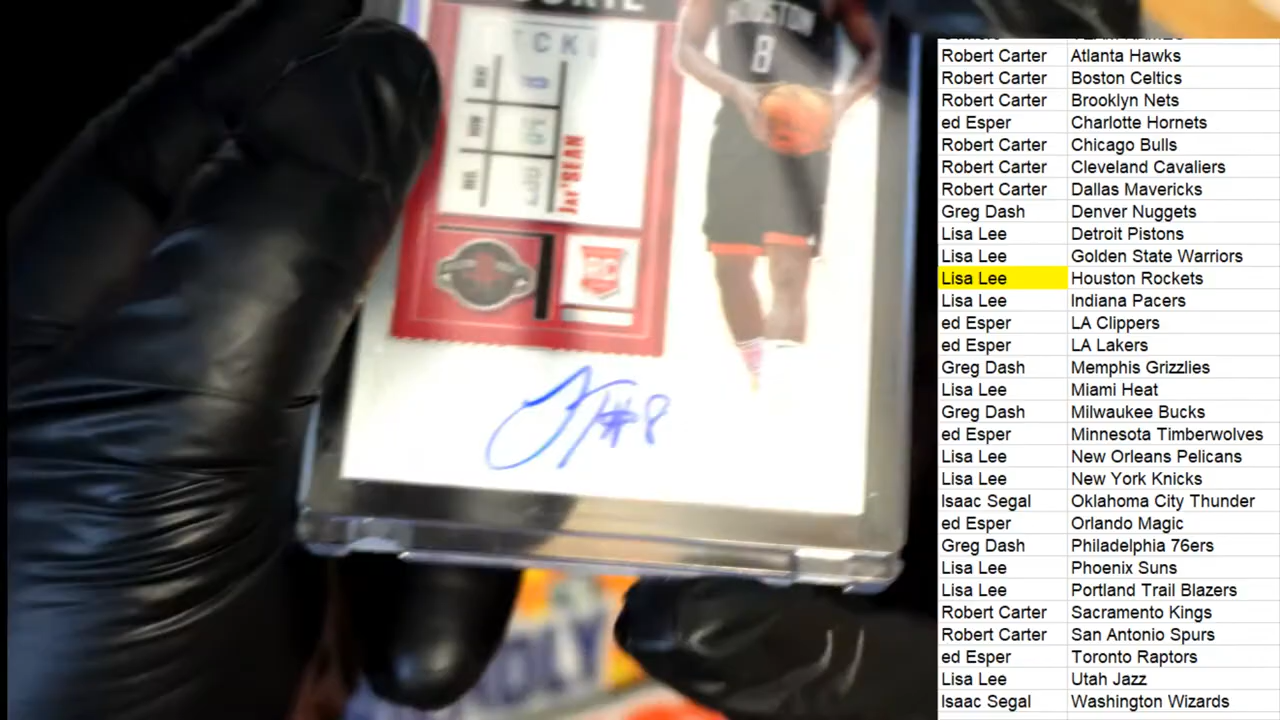 HOUSTON
8
JAE'SEAN
RC
#8
Robert Carter Atlanta Hawks
Robert Carter Boston Celtics
Robert Carter Brooklyn Nets
ed Esper Charlotte Hornets
Robert Carter Chicago Bulls
Robert Carter Cleveland Cavaliers
Robert Carter Dallas Mavericks
Greg Dash Denver Nuggets
Lisa Lee Detroit Pistons
Lisa Lee Golden State Warriors
Lisa Lee Houston Rockets
Lisa Lee Indiana Pacers
ed Esper LA Clippers
ed Esper LA Lakers
Greg Dash Memphis Grizzlies
Lisa Lee Miami Heat
Greg Dash Milwaukee Bucks
ed Esper Minnesota Timberwolves
Lisa Lee New Orleans Pelicans
Lisa Lee New York Knicks
Isaac Segal Oklahoma City Thunder
ed Esper Orlando Magic
Greg Dash Philadelphia 76ers
Lisa Lee Phoenix Suns
Lisa Lee Portland Trail Blazers
Robert Carter Sacramento Kings
Robert Carter San Antonio Spurs
ed Esper Toronto Raptors
Lisa Lee Utah Jazz
Isaac Segal Washington Wizards